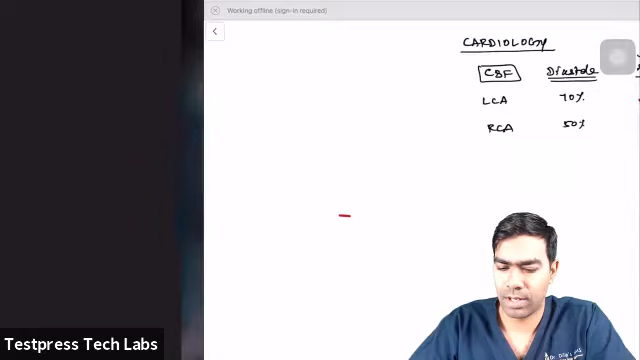 Working offline (sign-in required)
CARDIOLOGY
CBF Diastole
LCA 70%
RCA 50%
Testpress Tech Labs